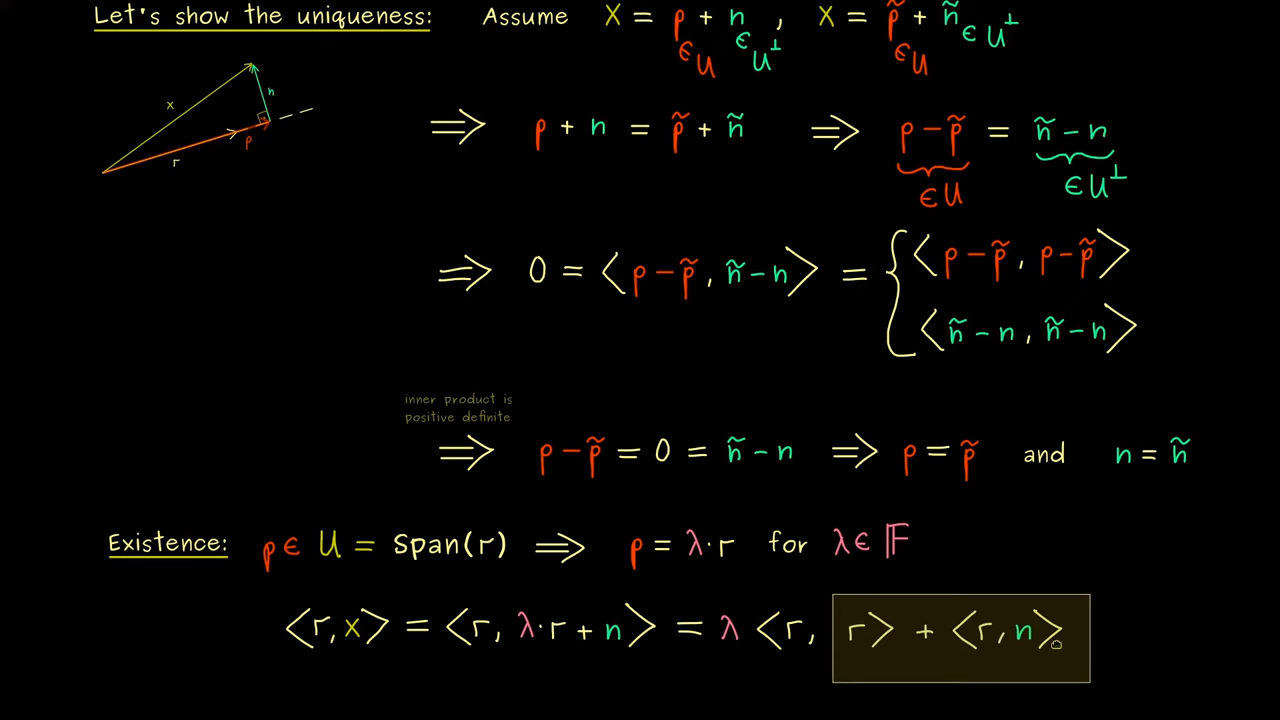 Let's show the uniqueness: Assume X = p + n , X = p̃ + ñ
∈U ∈U⊥ ∈U ∈U⊥
x n p r
⟹ p + n = p̃ + ñ ⟹ p − p̃ = ñ − n
∈U ∈U⊥
⟹ 0 = ⟨p − p̃, ñ − n⟩ = { ⟨p − p̃, p − p̃⟩
⟨ñ − n, ñ − n⟩
inner product is
positive definite
⟹ p − p̃ = 0 = ñ − n ⟹ p = p̃ and n = ñ
Existence: p ∈ U = span(r) ⟹ p = λ·r for λ ∈ 𝔽
⟨r, x⟩ = ⟨r, λ·r + n⟩ = λ ⟨r, r⟩ + ⟨r, n⟩